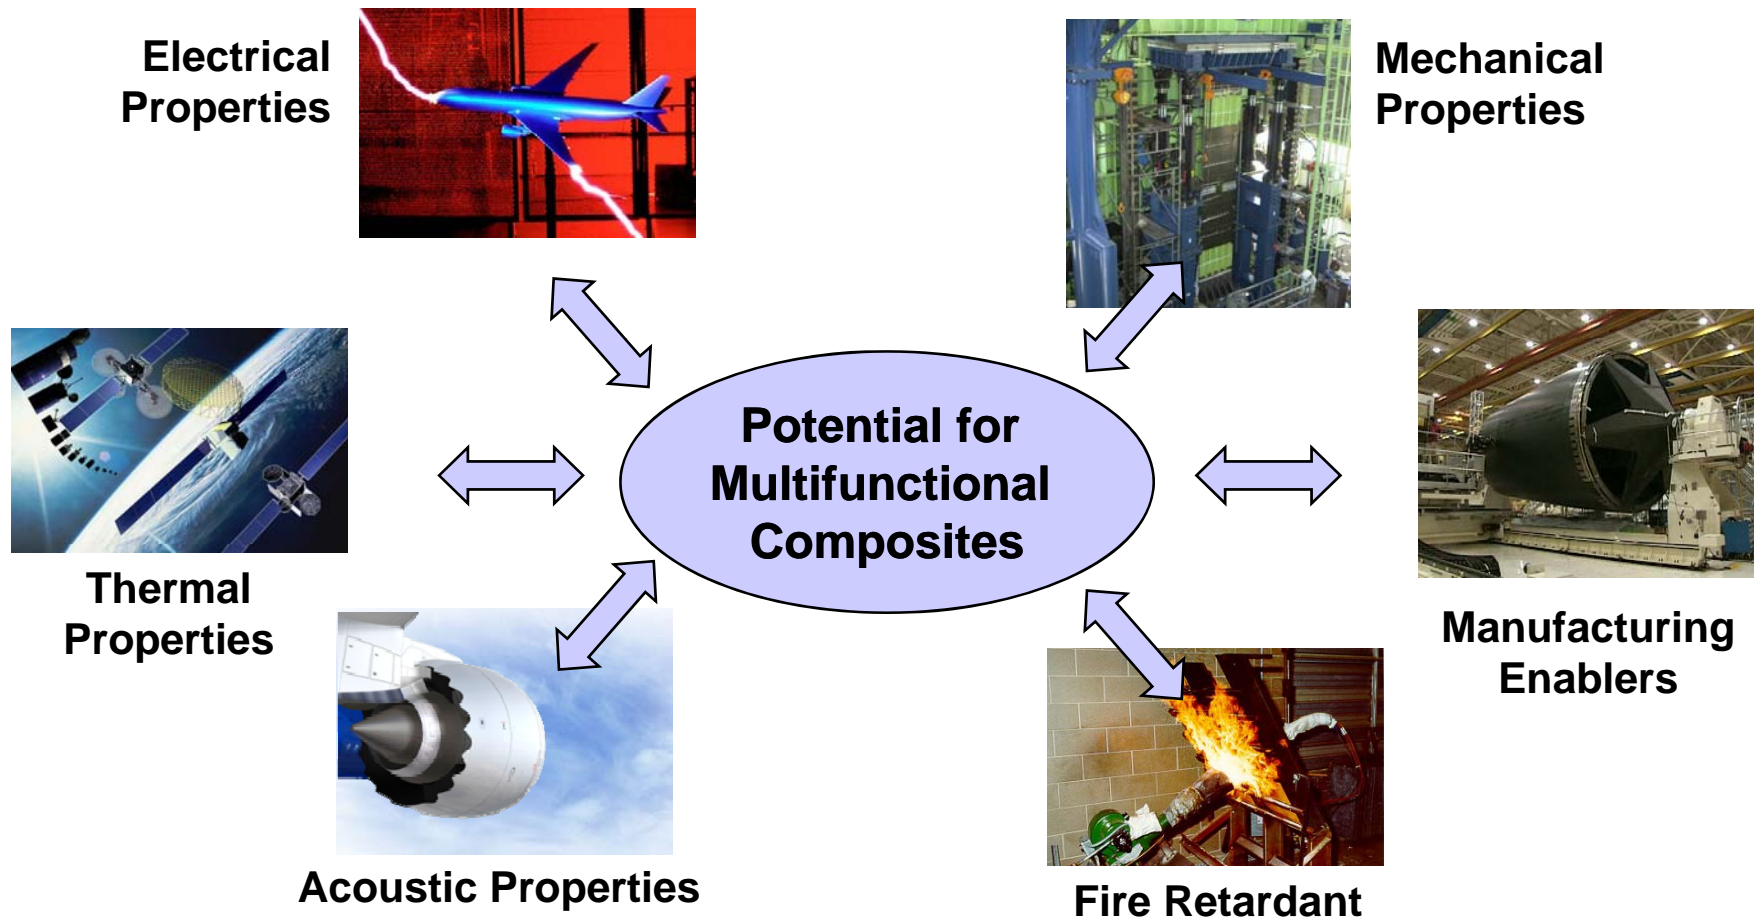 Electrical
Properties
Mechanical
Properties
Thermal
Properties
Potential for
Multifunctional
Composites
Manufacturing
Enablers
Acoustic Properties
Fire Retardant